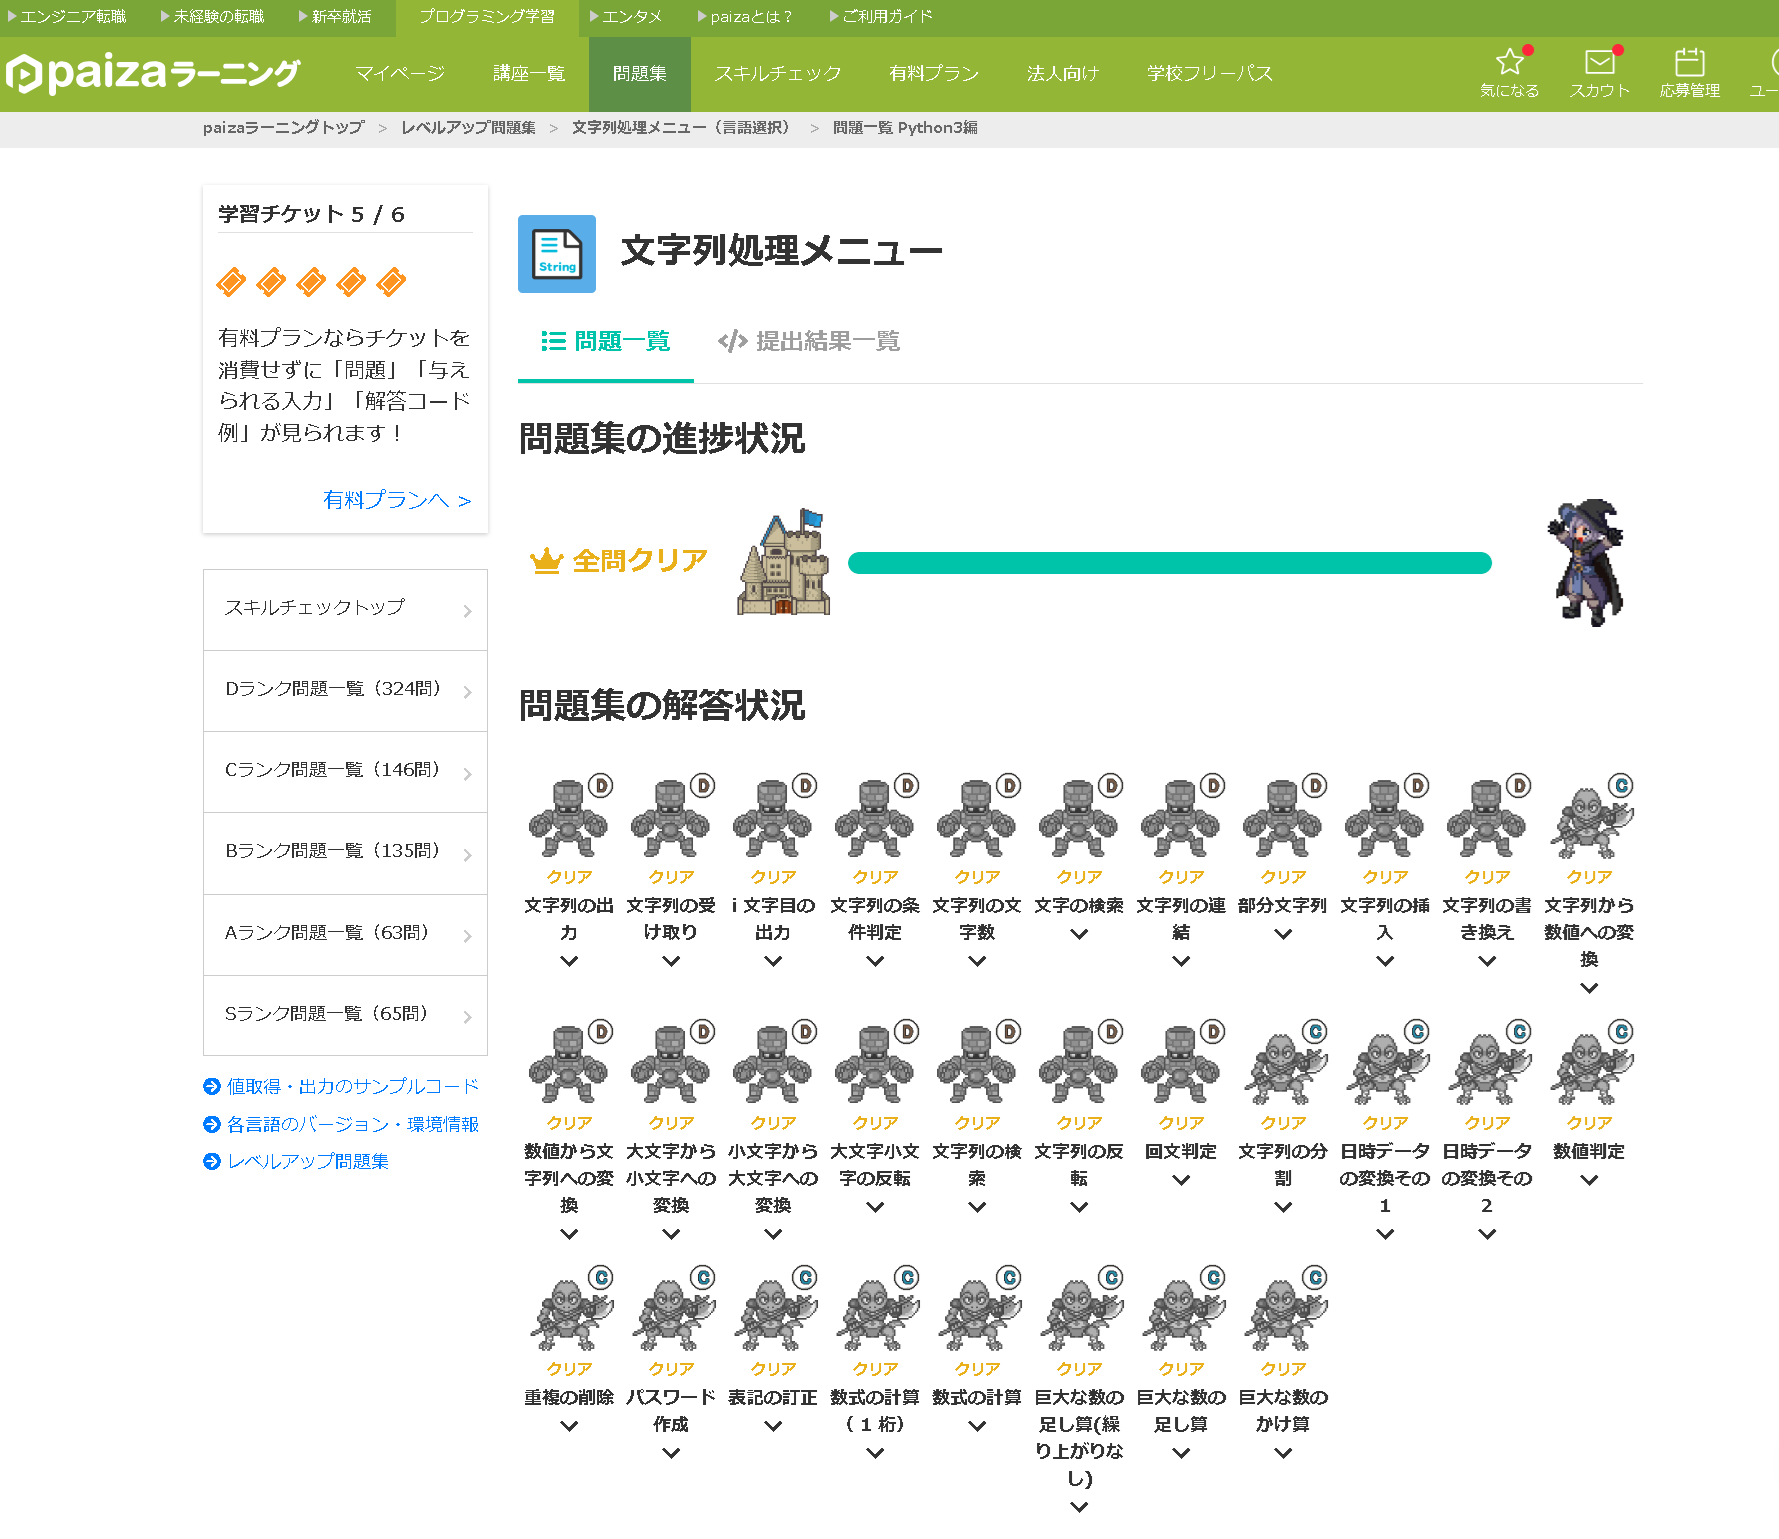 エンジニア転職 未経験の転職 新卒就活 プログラミング学習 エンタメ paizaとは？ ご利用ガイド
paizaラーニング マイページ 講座一覧 問題集 スキルチェック 有料プラン 法人向け 学校フリーパス 気になる スカウト 応募管理 ユー
paizaラーニングトップ > レベルアップ問題集 > 文字列処理メニュー（言語選択） > 問題一覧 Python3編
学習チケット 5 / 6
有料プランならチケットを
消費せずに「問題」「与え
られる入力」「解答コード
例」が見られます！
有料プランへ >
スキルチェックトップ
Dランク問題一覧（324問）
Cランク問題一覧（146問）
Bランク問題一覧（135問）
Aランク問題一覧（63問）
Sランク問題一覧（65問）
値取得・出力のサンプルコード
各言語のバージョン・環境情報
レベルアップ問題集
String
文字列処理メニュー
問題一覧 </> 提出結果一覧
問題集の進捗状況
全問クリア
問題集の解答状況
D D D D D D D D D D C
クリア クリア クリア クリア クリア クリア クリア クリア クリア クリア クリア
文字列の出 文字列の受 i 文字目の 文字列の条 文字列の文 文字の検索 文字列の連 部分文字列 文字列の挿 文字列の書 文字列から
力 け取り 出力 件判定 字数 結 入 き換え 数値への変
換
D D D D D D D C C C C
クリア クリア クリア クリア クリア クリア クリア クリア クリア クリア クリア
数値から文 大文字から 小文字から 大文字小文 文字列の検 文字列の反 回文判定 文字列の分 日時データ 日時データ 数値判定
字列への変 小文字への 大文字への 字の反転 索 転 割 の変換その の変換その
換 変換 変換 1 2
C C C C C C C C
クリア クリア クリア クリア クリア クリア クリア クリア
重複の削除 パスワード 表記の訂正 数式の計算 数式の計算 巨大な数の 巨大な数の 巨大な数の
作成 （ 1 桁） 足し算(繰 足し算 かけ算
り上がりな
し)